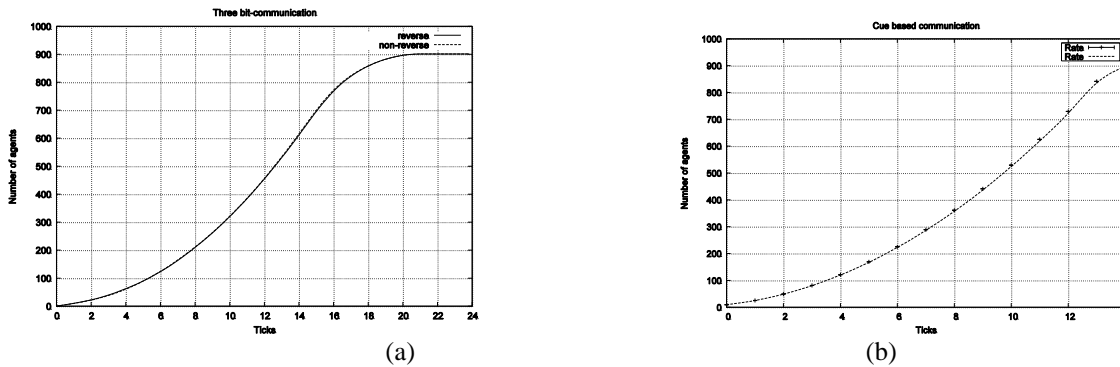 Three bit-communication
1000
900
800
700
600
500
400
300
200
100
0
Number of agents
reverse
non-reverse
0 2 4 6 8 10 12 14 16 18 20 22 24
Ticks
(a)
Cue based communication
1000
900
800
700
600
500
400
300
200
100
0
Number of agents
Rate
Rate
0 2 4 6 8 10 12
Ticks
(b)